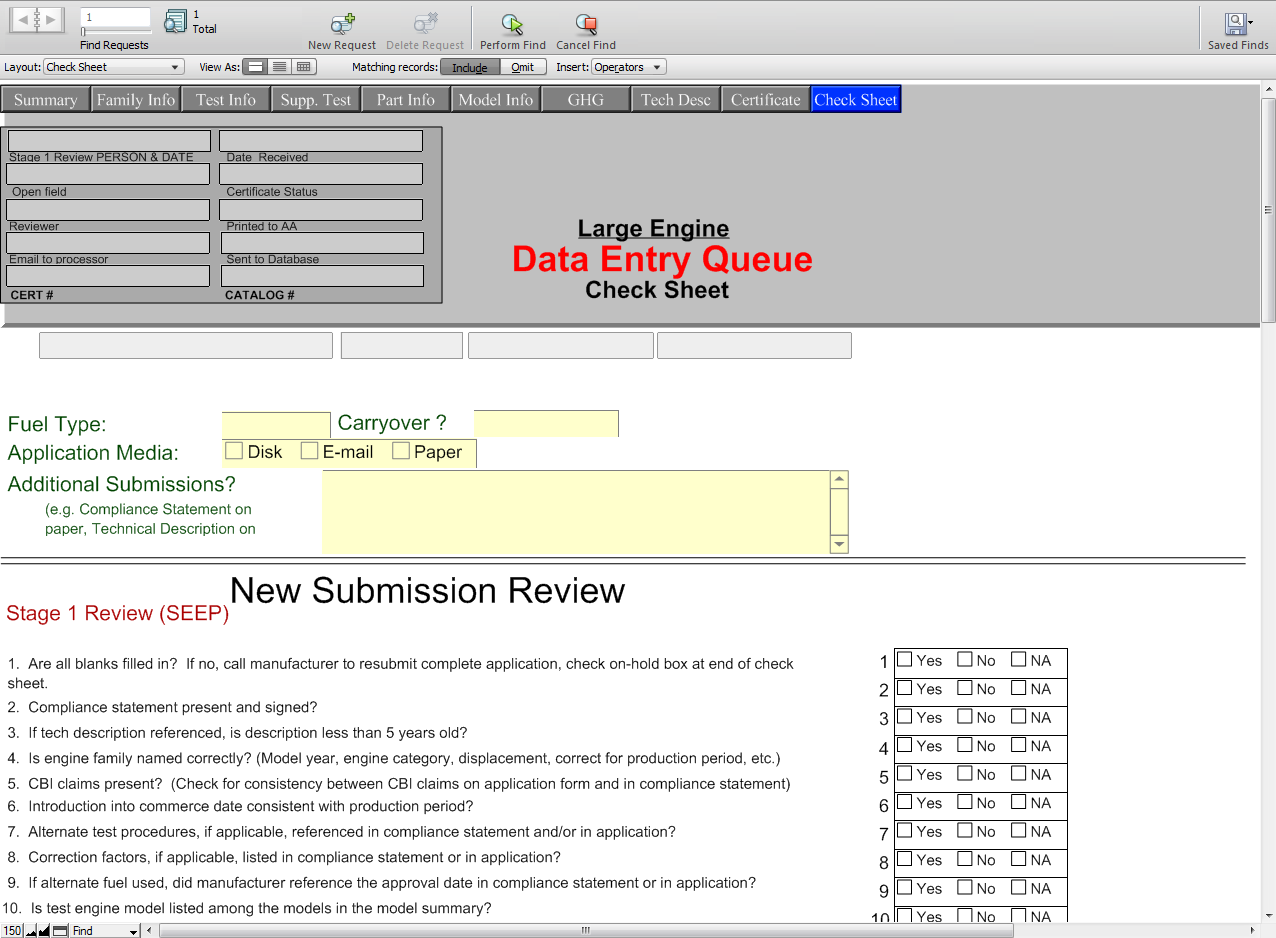 1
1
Total
Find Requests
New Request
Delete Request
Perform Find
Cancel Find
Saved Finds
Layout: Check Sheet
View As:
Matching records: Include Omit
Insert: Operators
Summary Family Info Test Info Supp. Test Part Info Model Info GHG Tech Desc Certificate Check Sheet
Stage 1 Review PERSON & DATE
Date Received
Open field
Certificate Status
Reviewer
Printed to AA
Email to processor
Sent to Database
CERT #
CATALOG #
Large Engine
Data Entry Queue
Check Sheet
Fuel Type:
Carryover ?
Application Media:
Disk E-mail Paper
Additional Submissions?
(e.g. Compliance Statement on
paper, Technical Description on
New Submission Review
Stage 1 Review (SEEP)
1. Are all blanks filled in? If no, call manufacturer to resubmit complete application, check on-hold box at end of check
sheet.
1 Yes No NA
2. Compliance statement present and signed?
2 Yes No NA
3. If tech description referenced, is description less than 5 years old?
3 Yes No NA
4. Is engine family named correctly? (Model year, engine category, displacement, correct for production period, etc.)
4 Yes No NA
5. CBI claims present? (Check for consistency between CBI claims on application form and in compliance statement)
5 Yes No NA
6. Introduction into commerce date consistent with production period?
6 Yes No NA
7. Alternate test procedures, if applicable, referenced in compliance statement and/or in application?
7 Yes No NA
8. Correction factors, if applicable, listed in compliance statement or in application?
8 Yes No NA
9. If alternate fuel used, did manufacturer reference the approval date in compliance statement or in application?
9 Yes No NA
10. Is test engine model listed among the models in the model summary?
10 Yes No NA
150
Find